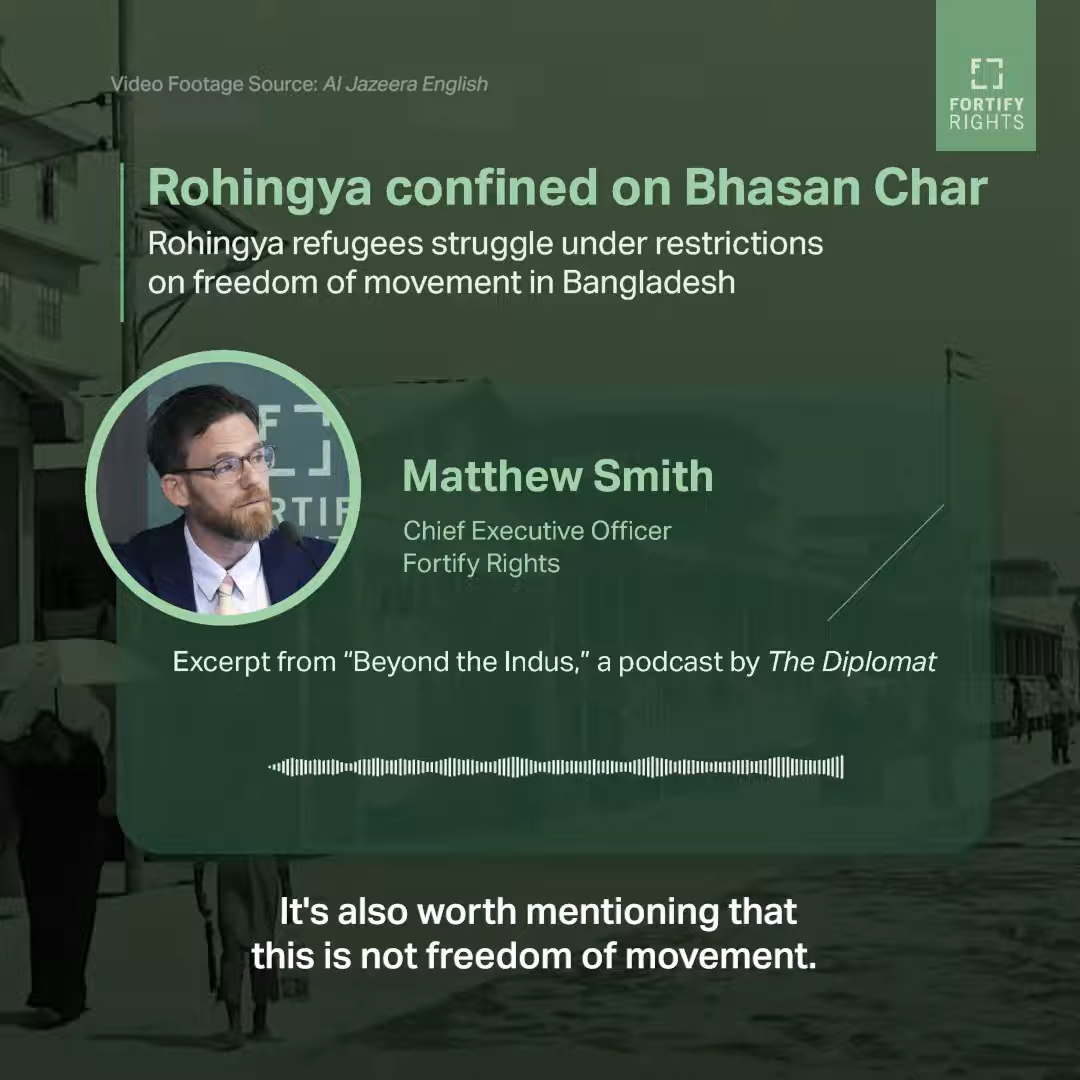 Video Footage Source: Al Jazeera English
FORTIFY
RIGHTS
Rohingya confined on Bhasan Char
Rohingya refugees struggle under restrictions
on freedom of movement in Bangladesh
Matthew Smith
Chief Executive Officer
Fortify Rights
Excerpt from “Beyond the Indus,” a podcast by The Diplomat
It's also worth mentioning that
this is not freedom of movement.